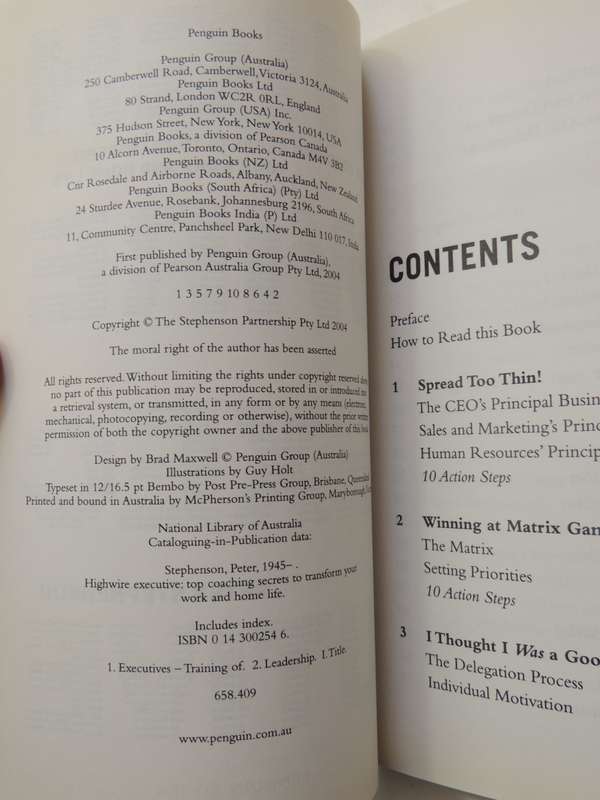 Penguin Books
Penguin Group (Australia)
250 Camberwell Road, Camberwell, Victoria 3124, Australia
Penguin Books Ltd
80 Strand, London WC2R 0RL, England
Penguin Group (USA) Inc.
375 Hudson Street, New York, New York 10014, USA
Penguin Books, a division of Pearson Canada
10 Alcorn Avenue, Toronto, Ontario, Canada M4V 3B2
Penguin Books (NZ) Ltd
Cnr Rosedale and Airborne Roads, Albany, Auckland, New Zealand
Penguin Books (South Africa) (Pty) Ltd
24 Sturdee Avenue, Rosebank, Johannesburg 2196, South Africa
Penguin Books India (P) Ltd
11, Community Centre, Panchsheel Park, New Delhi 110 017, India
First published by Penguin Group (Australia),
a division of Pearson Australia Group Pty Ltd, 2004
1 3 5 7 9 10 8 6 4 2
Copyright © The Stephenson Partnership Pty Ltd 2004
The moral right of the author has been asserted
All rights reserved. Without limiting the rights under copyright reserved
no part of this publication may be reproduced, stored in or introduced
a retrieval system, or transmitted, in any form or by any means (electronic,
mechanical, photocopying, recording or otherwise), without the prior written
permission of both the copyright owner and the above publisher of this
Design by Brad Maxwell © Penguin Group (Australia)
Illustrations by Guy Holt
Typeset in 12/16.5 pt Bembo by Post Pre-Press Group, Brisbane, Queensland
Printed and bound in Australia by McPherson's Printing Group, Maryborough,
National Library of Australia
Cataloguing-in-Publication data:
Stephenson, Peter, 1945– .
Highwire executive: top coaching secrets to transform your
work and home life.
Includes index.
ISBN 0 14 300254 6.
1. Executives – Training of. 2. Leadership. I. Title.
658.409
www.penguin.com.au
CONTENTS
Preface
How to Read this Book
1 Spread Too Thin!
The CEO's Principal Busin
Sales and Marketing's Princ
Human Resources' Princip
10 Action Steps
2 Winning at Matrix Gam
The Matrix
Setting Priorities
10 Action Steps
3 I Thought I Was a Goo
The Delegation Process
Individual Motivation